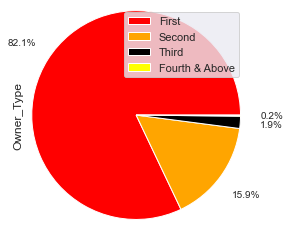 First
Second
Third
Fourth & Above
82.1%
Owner_Type
0.2%
1.9%
15.9%